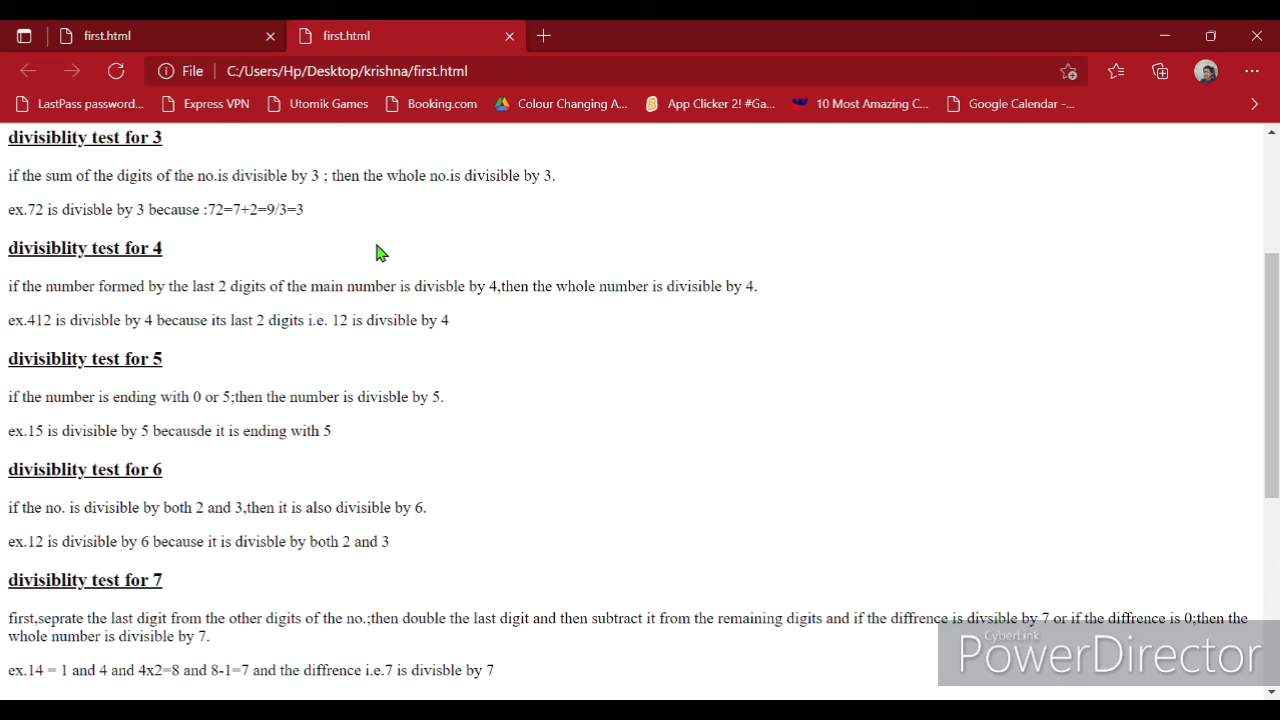 first.html
first.html
File
C:/Users/Hp/Desktop/krishna/first.html
LastPass password...
Express VPN
Utomik Games
Booking.com
Colour Changing A...
App Clicker 2! #Ga...
10 Most Amazing C...
Google Calendar -...
divisiblity test for 3
if the sum of the digits of the no.is divisible by 3 ; then the whole no.is divisible by 3.
ex.72 is divisble by 3 because :72=7+2=9/3=3
divisiblity test for 4
if the number formed by the last 2 digits of the main number is divisble by 4,then the whole number is divisible by 4.
ex.412 is divisble by 4 because its last 2 digits i.e. 12 is divsible by 4
divisiblity test for 5
if the number is ending with 0 or 5;then the number is divisble by 5.
ex.15 is divisible by 5 becausde it is ending with 5
divisiblity test for 6
if the no. is divisible by both 2 and 3,then it is also divisible by 6.
ex.12 is divisible by 6 because it is divisble by both 2 and 3
divisiblity test for 7
first,seprate the last digit from the other digits of the no.;then double the last digit and then subtract it from the remaining digits and if the diffrence is divsible by 7 or if the diffrence is 0;then the
whole number is divisible by 7.
ex.14 = 1 and 4 and 4x2=8 and 8-1=7 and the diffrence i.e.7 is divisble by 7
CyberLink
PowerDirector